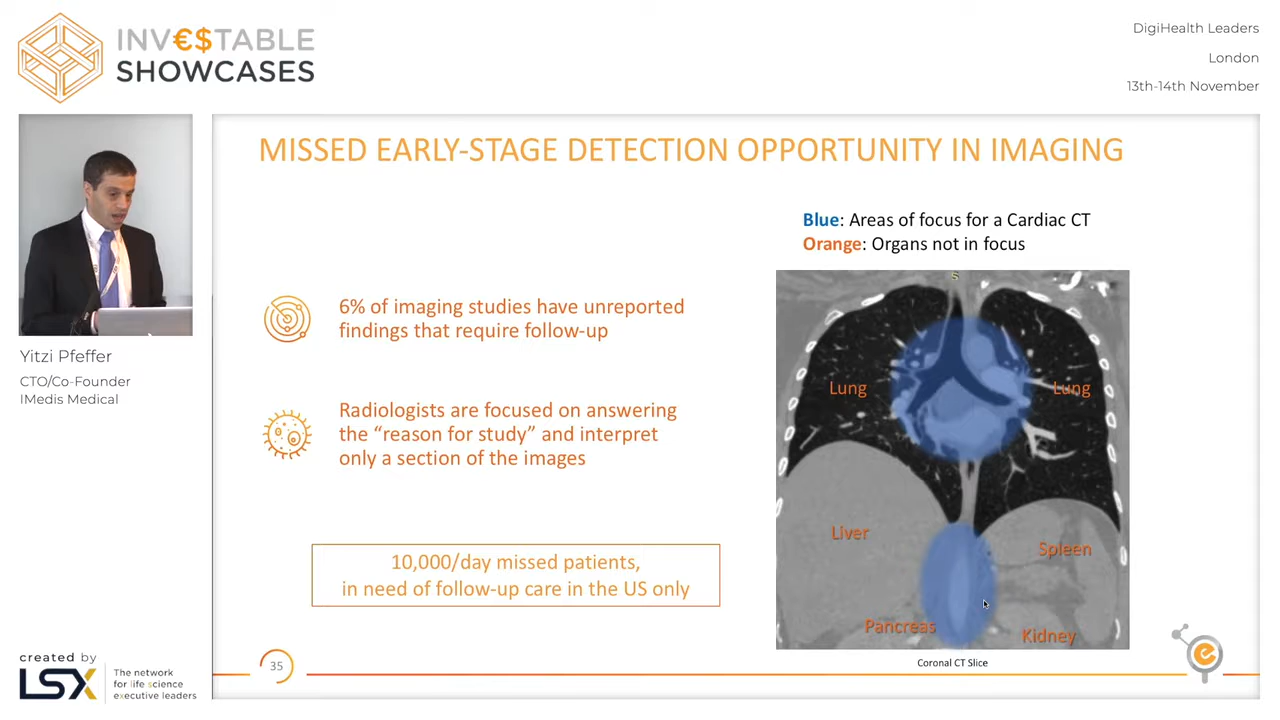 INV€$TABLE
SHOWCASES
DigiHealth Leaders
London
13th-14th November
Yitzi Pfeffer
CTO/Co-Founder
IMedis Medical
MISSED EARLY-STAGE DETECTION OPPORTUNITY IN IMAGING
6% of imaging studies have unreported
findings that require follow-up
Radiologists are focused on answering
the “reason for study” and interpret
only a section of the images
10,000/day missed patients,
in need of follow-up care in the US only
Blue: Areas of focus for a Cardiac CT
Orange: Organs not in focus
S
Lung
Lung
Liver
Spleen
Pancreas
Kidney
Coronal CT Slice
35
e
created by
LSX
The network
for life science
executive leaders